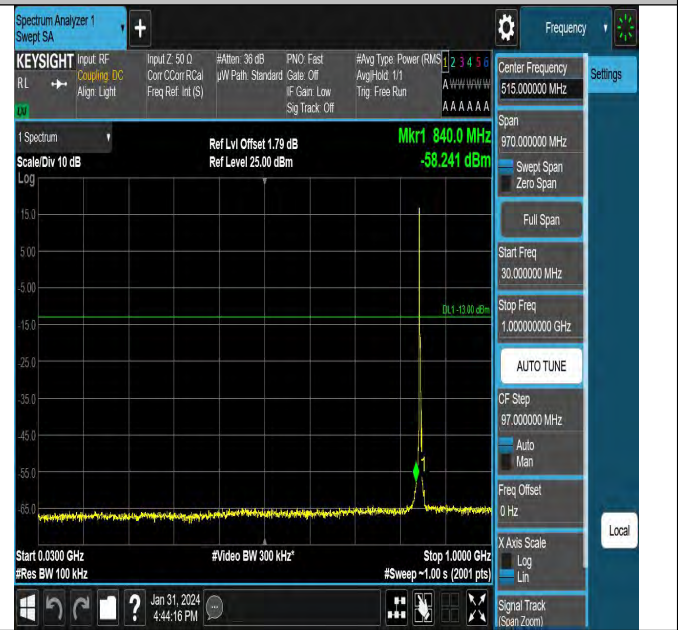 Spectrum Analyzer 1
Swept SA
Frequency
KEYSIGHT
RL
Input: RF
Coupling: DC
Align: Light
Input Z: 50 Ω
Corr CCorr RCal
Freq Ref: Int (S)
#Atten: 36 dB
µW Path: Standard
PNO: Fast
Gate: Off
IF Gain: Low
Sig Track: Off
#Avg Type: Power (RMS
Avg|Hold: 1/1
Trig: Free Run
1 2 3 4 5 6
A W W W W W
A A A A A A
1 Spectrum
Scale/Div 10 dB
Ref Lvl Offset 1.79 dB
Ref Level 25.00 dBm
Mkr1 840.0 MHz
-58.241 dBm
Log
15.0
5.00
-5.00
DL1 -13.00 dBm
-15.0
-25.0
-35.0
-45.0
-55.0
-65.0
1
Start 0.0300 GHz
#Video BW 300 kHz*
Stop 1.0000 GHz
#Res BW 100 kHz
#Sweep ~1.00 s (2001 pts)
Jan 31, 2024
4:44:16 PM
Center Frequency
515.000000 MHz
Settings
Span
970.000000 MHz
Swept Span
Zero Span
Full Span
Start Freq
30.000000 MHz
Stop Freq
1.000000000 GHz
AUTO TUNE
CF Step
97.000000 MHz
Auto
Man
Freq Offset
0 Hz
X Axis Scale
Log
Lin
Local
Signal Track
(Span Zoom)